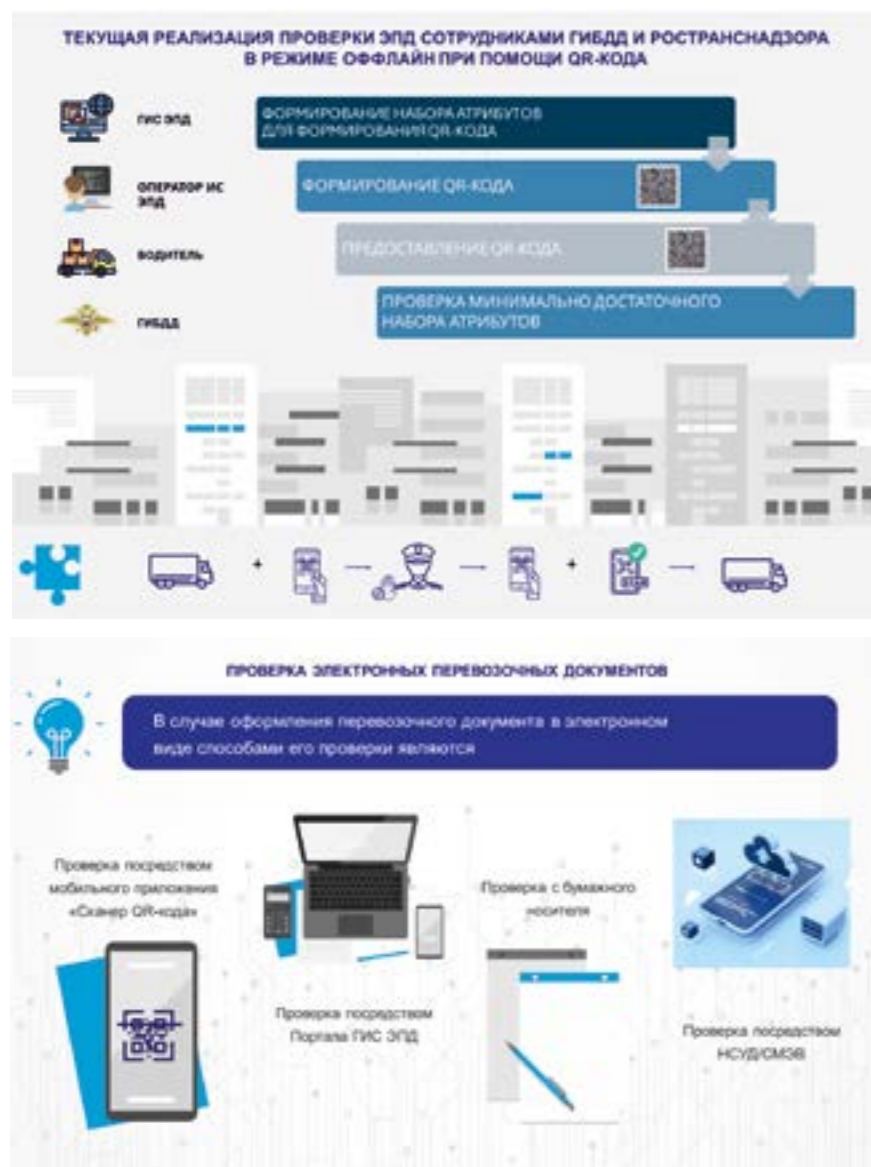 ТЕКУЩАЯ РЕАЛИЗАЦИЯ ПРОВЕРКИ ЭПД СОТРУДНИКАМИ ГИБДД И РОСТРАНСНАДЗОРА
В РЕЖИМЕ ОФФЛАЙН ПРИ ПОМОЩИ QR-КОДА
ГИС ЭПД
ФОРМИРОВАНИЕ НАБОРА АТРИБУТОВ
ДЛЯ ФОРМИРОВАНИЯ QR-КОДА
ОПЕРАТОР ИС
ЭПД
ФОРМИРОВАНИЕ QR-КОДА
ВОДИТЕЛЬ
ПРЕДОСТАВЛЕНИЕ QR-КОДА
ГИБДД
ПРОВЕРКА МИНИМАЛЬНО ДОСТАТОЧНОГО
НАБОРА АТРИБУТОВ
ПРОВЕРКА ЭЛЕКТРОННЫХ ПЕРЕВОЗОЧНЫХ ДОКУМЕНТОВ
В случае оформления перевозочного документа в электронном
виде способами его проверки являются
Проверка посредством
мобильного приложения
«Сканер QR-кода»
Проверка посредством
Портала ГИС ЭПД
Проверка с бумажного
носителя
Проверка посредством
НСУД/СМЭВ